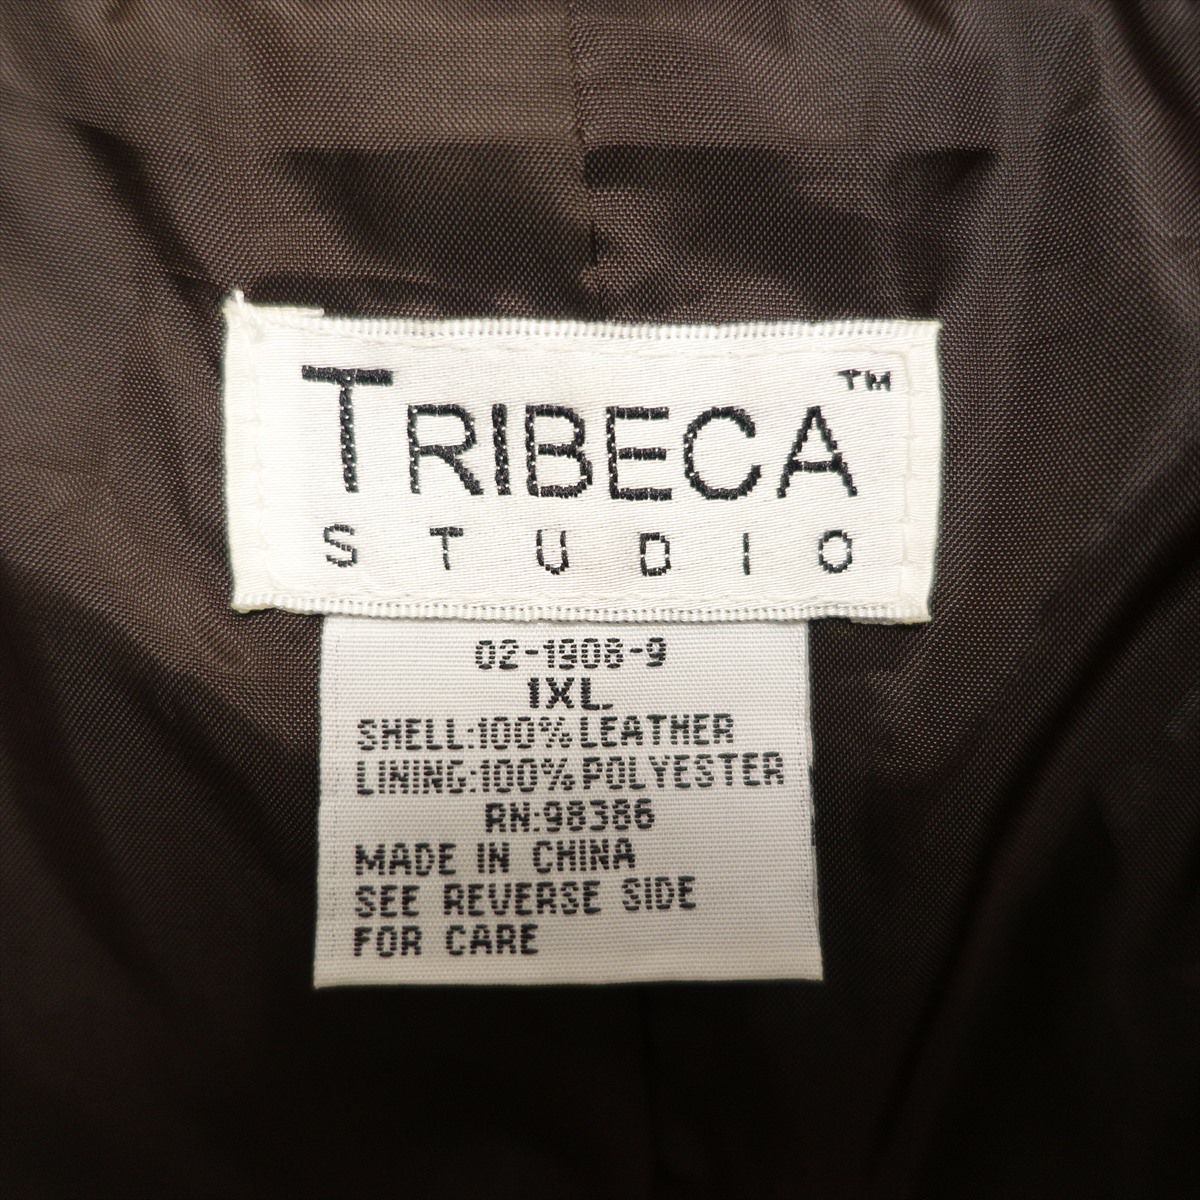 TRIBECA™
STUDIO
02-1908-9
1XL
SHELL:100% LEATHER
LINING:100% POLYESTER
RN:98386
MADE IN CHINA
SEE REVERSE SIDE
FOR CARE